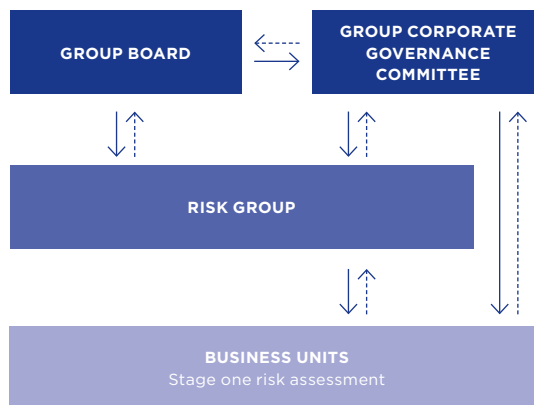 GROUP BOARD
GROUP CORPORATE
GOVERNANCE
COMMITTEE
RISK GROUP
BUSINESS UNITS
Stage one risk assessment